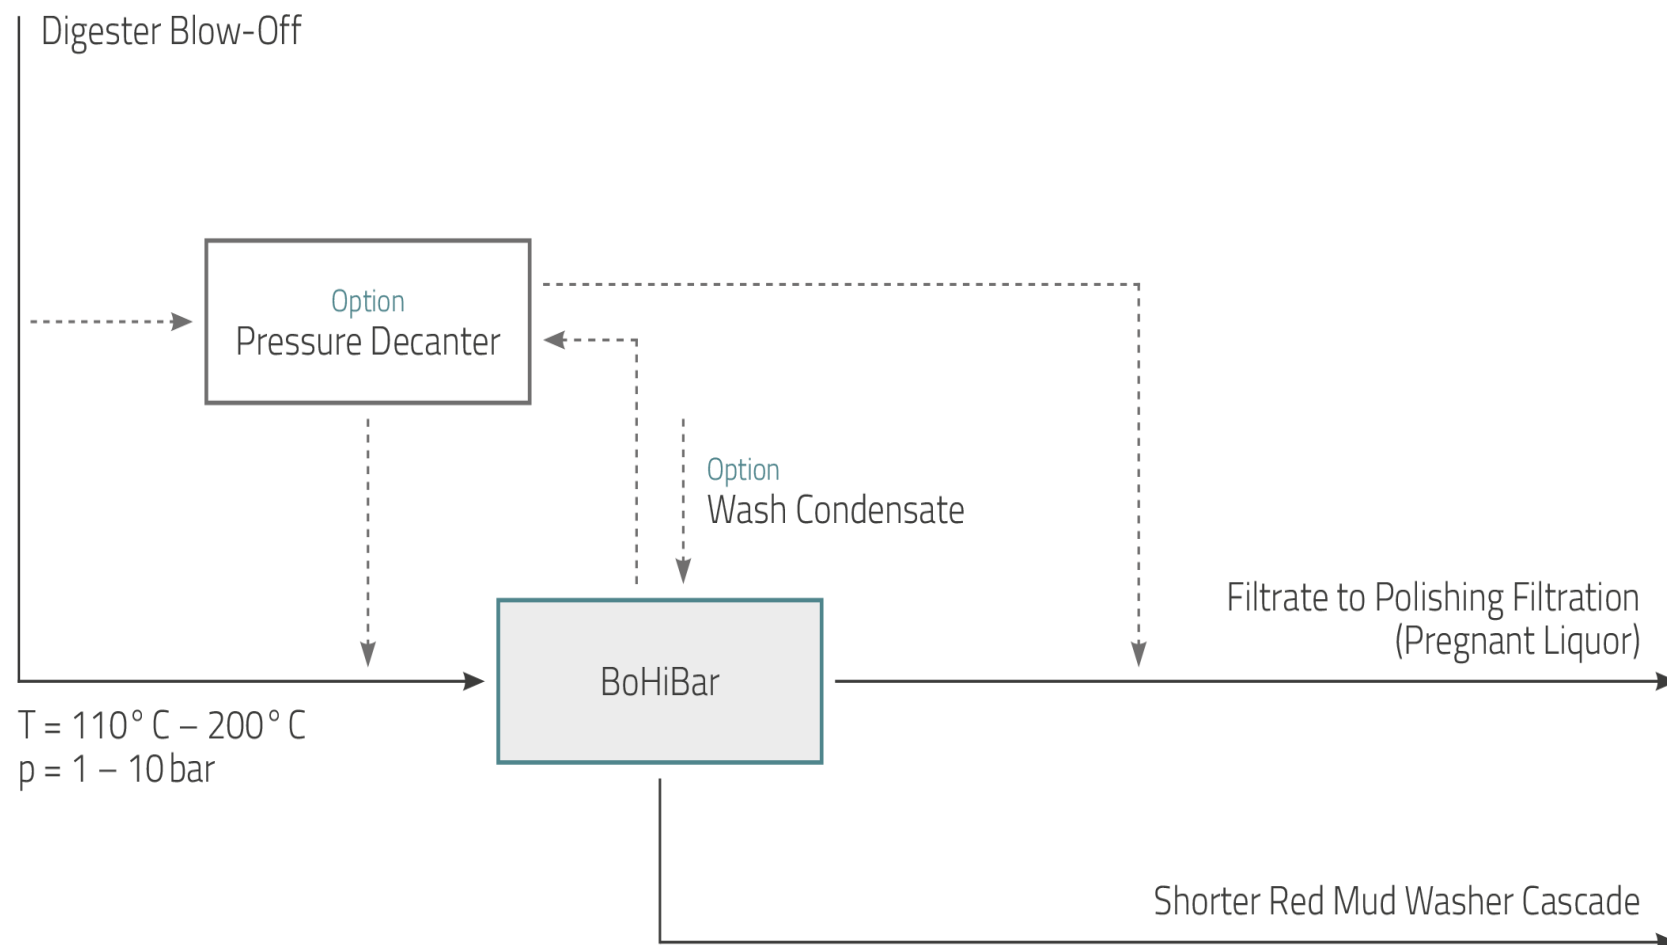 Digester Blow-Off
Option
Pressure Decanter
Option
Wash Condensate
Filtrate to Polishing Filtration
(Pregnant Liquor)
BoHiBar
T = 110° C – 200° C
p = 1 – 10 bar
Shorter Red Mud Washer Cascade